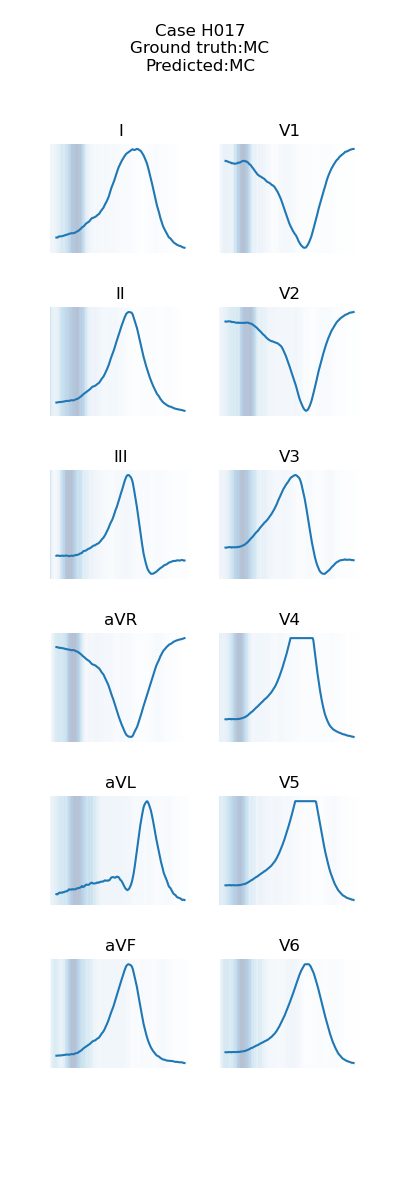 Case H017
Ground truth:MC
Predicted:MC
I
V1
II
V2
III
V3
aVR
V4
aVL
V5
aVF
V6